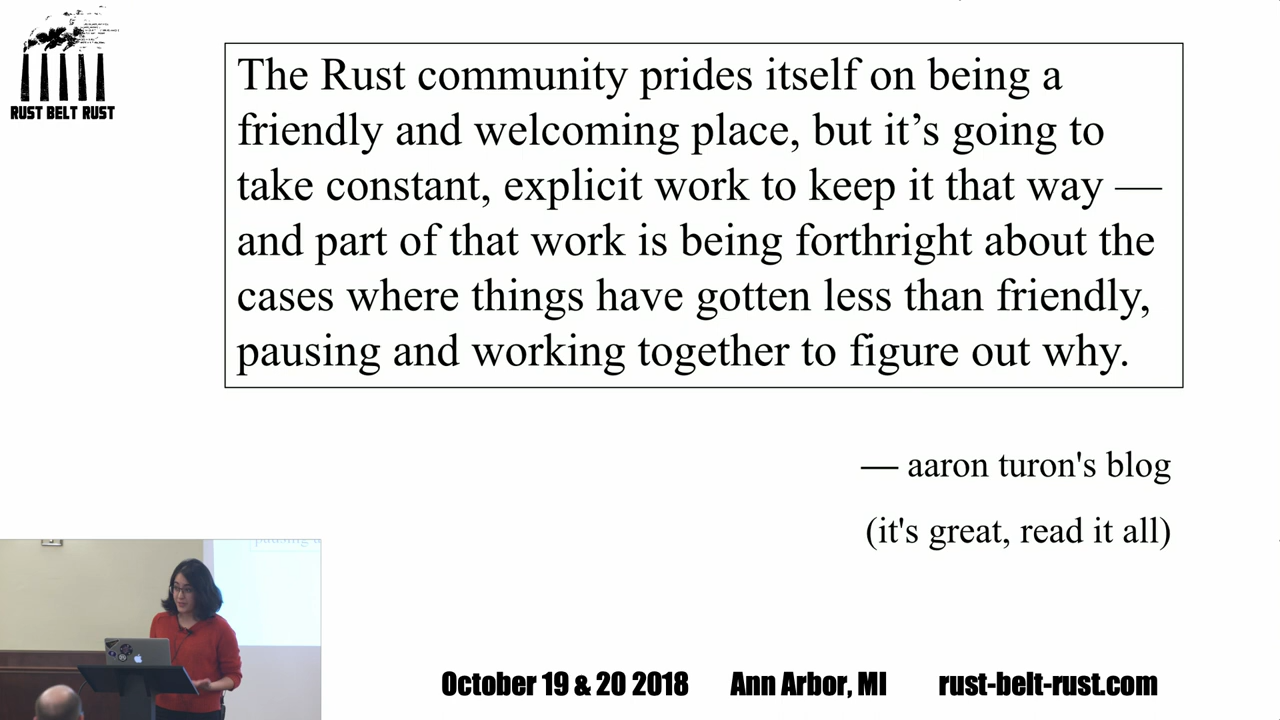 RUST BELT RUST
The Rust community prides itself on being a
friendly and welcoming place, but it’s going to
take constant, explicit work to keep it that way —
and part of that work is being forthright about the
cases where things have gotten less than friendly,
pausing and working together to figure out why.
— aaron turon's blog
(it's great, read it all)
pausing a
October 19 & 20 2018 Ann Arbor, MI rust-belt-rust.com